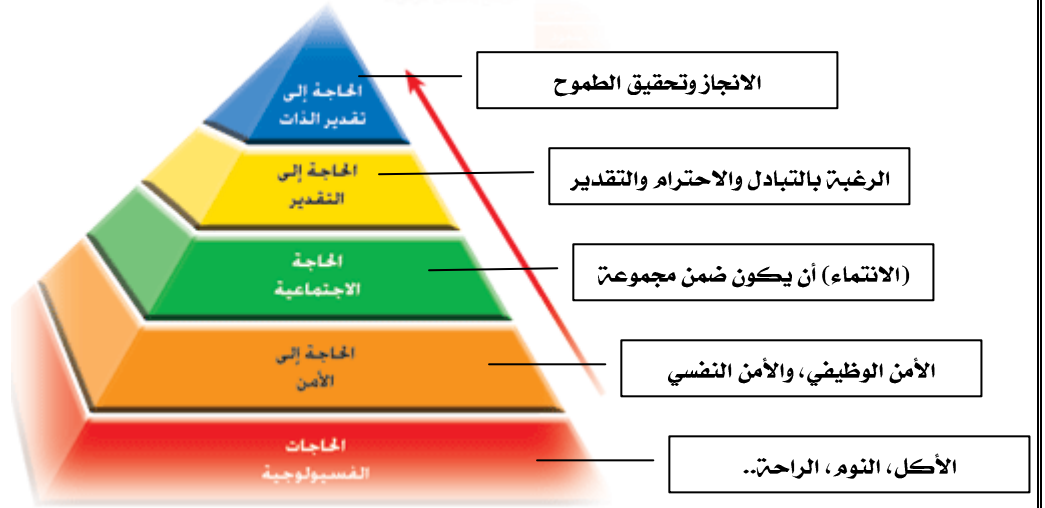 الانجاز وتحقيق الطموح
الحاجة إلى
تقدير الذات
الرغبة بالتبادل والاحترام والتقدير
الحاجة إلى
التقدير
(الانتماء) أن يكون ضمن مجموعة
الحاجة
الاجتماعية
الأمن الوظيفي، والأمن النفسي
الحاجة إلى
الأمن
الأكل، النوم، الراحة..
الحاجات
الفسيولوجية